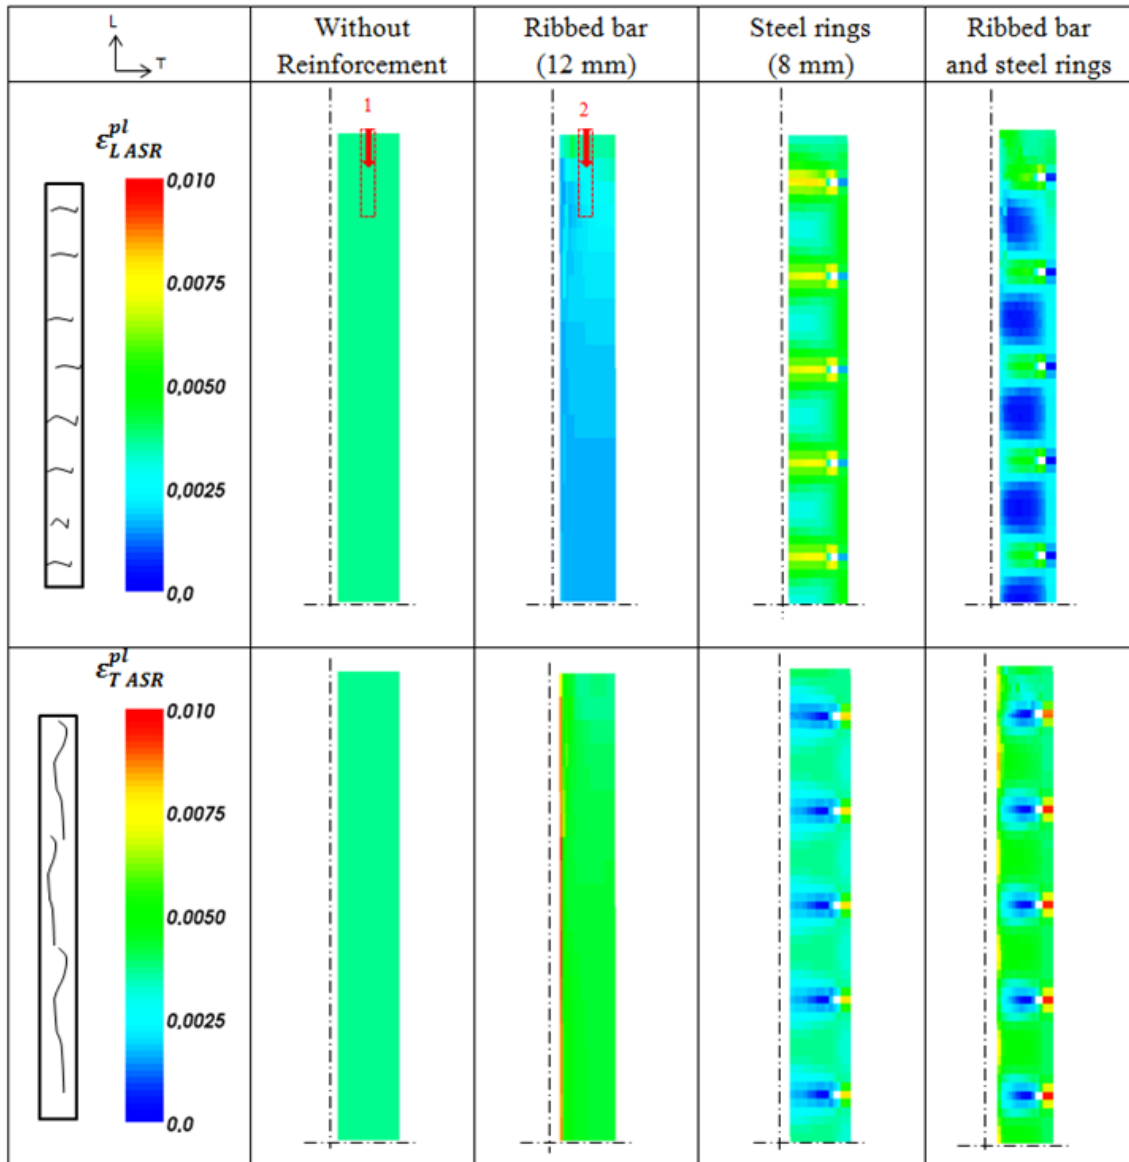 L
T
Without
Reinforcement
Ribbed bar
(12 mm)
Steel rings
(8 mm)
Ribbed bar
and steel rings
1
2
ε^{pl}_{L ASR}
0,010
0,0075
0,0050
0,0025
0,0
ε^{pl}_{T ASR}
0,010
0,0075
0,0050
0,0025
0,0